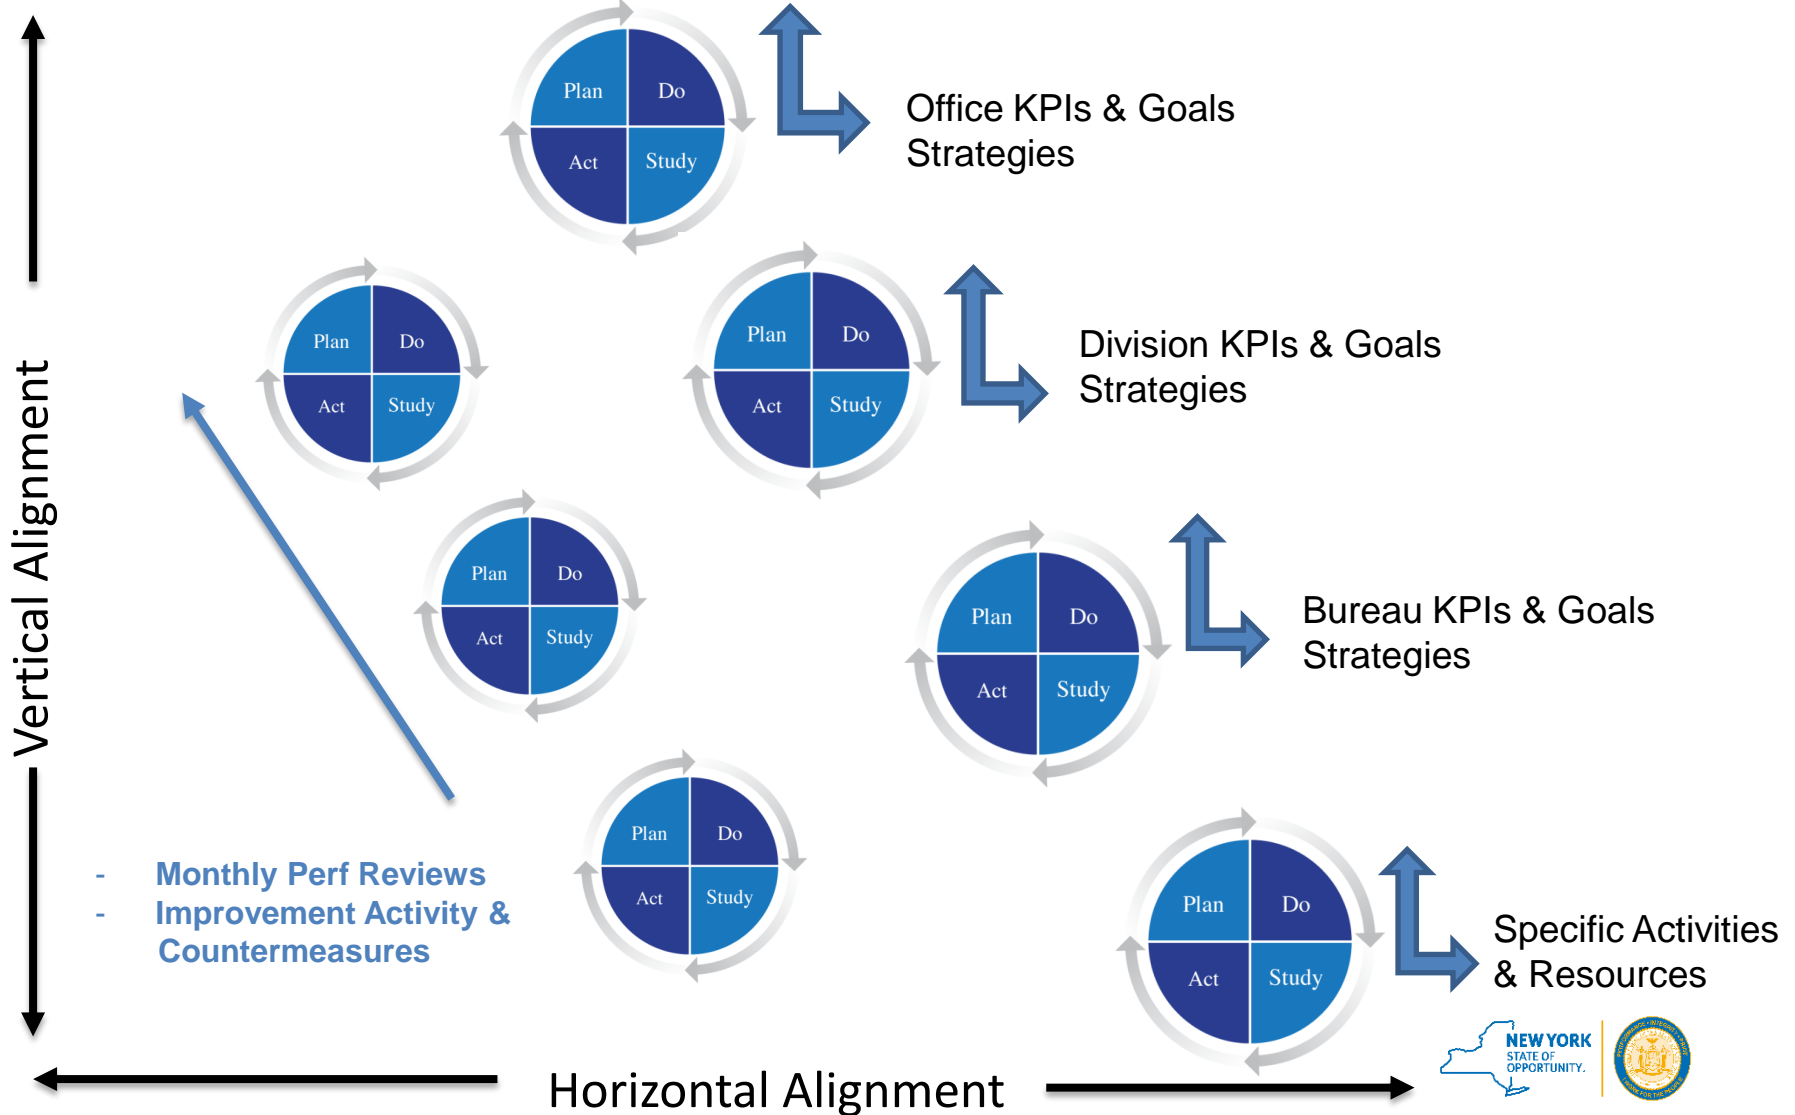 Plan
Do
Act
Study
Office KPIs & Goals
Strategies
Plan
Do
Act
Study
Plan
Do
Act
Study
Division KPIs & Goals
Strategies
Plan
Do
Act
Study
Plan
Do
Act
Study
Bureau KPIs & Goals
Strategies
Plan
Do
Act
Study
Plan
Do
Act
Study
Specific Activities
& Resources
Vertical Alignment
- Monthly Perf Reviews
- Improvement Activity &
Countermeasures
Horizontal Alignment
NEW YORK
STATE OF
OPPORTUNITY.